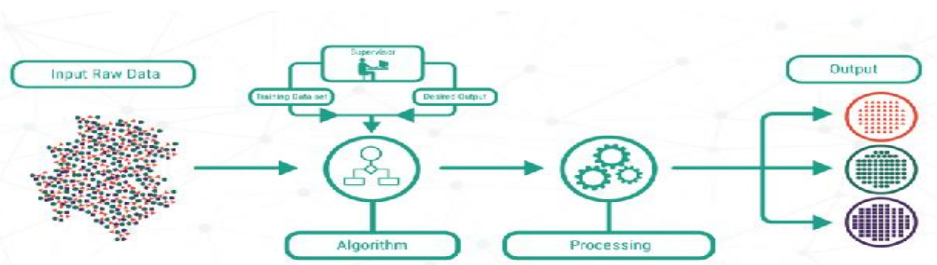 Input Raw Data
Supervisor
Training Data set
Desired Output
Algorithm
Processing
Output